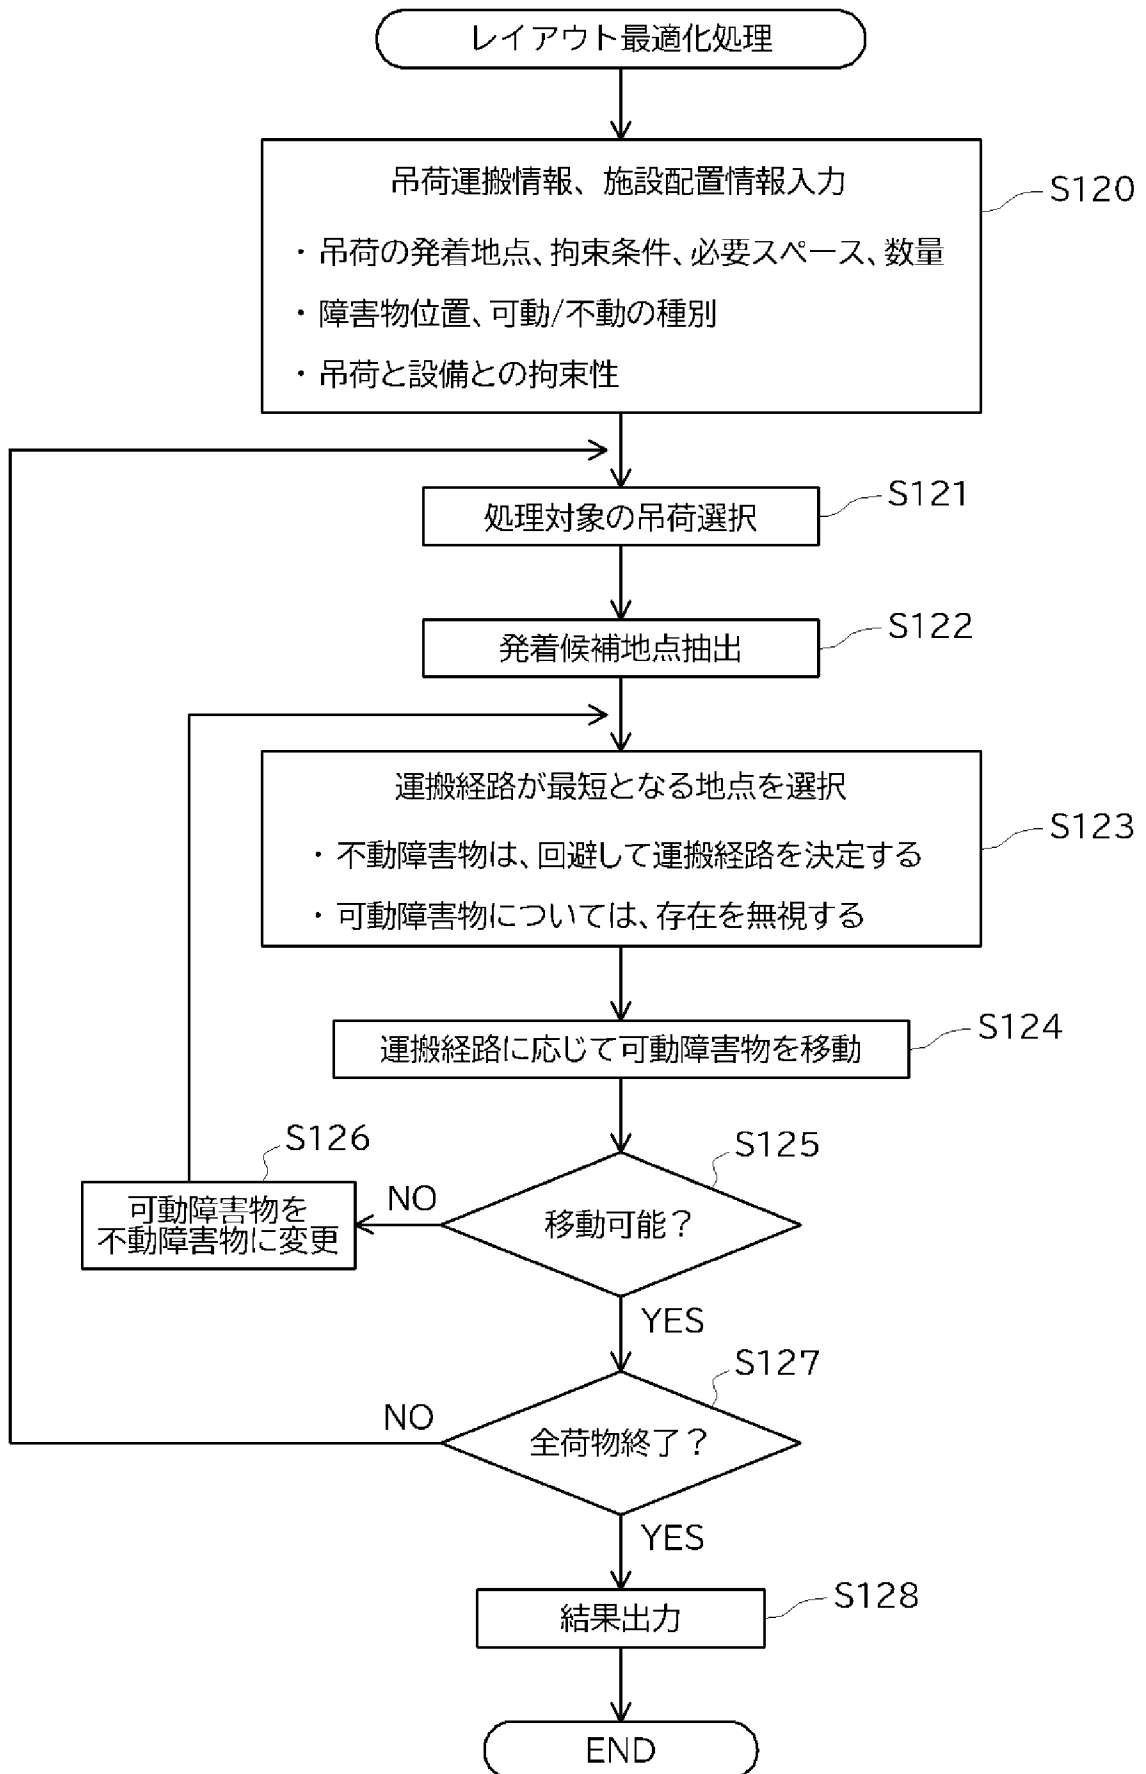 レイアウト最適化処理
吊荷運搬情報、施設配置情報入力
S120
・吊荷の発着地点、拘束条件、必要スペース、数量
・障害物位置、可動/不動の種別
・吊荷と設備との拘束性
S121
処理対象の吊荷選択
S122
発着候補地点抽出
運搬経路が最短となる地点を選択
S123
・不動障害物は、回避して運搬経路を決定する
・可動障害物については、存在を無視する
S124
運搬経路に応じて可動障害物を移動
S126
S125
可動障害物を
不動障害物に変更
NO
移動可能？
YES
S127
NO
全荷物終了？
YES
S128
結果出力
END